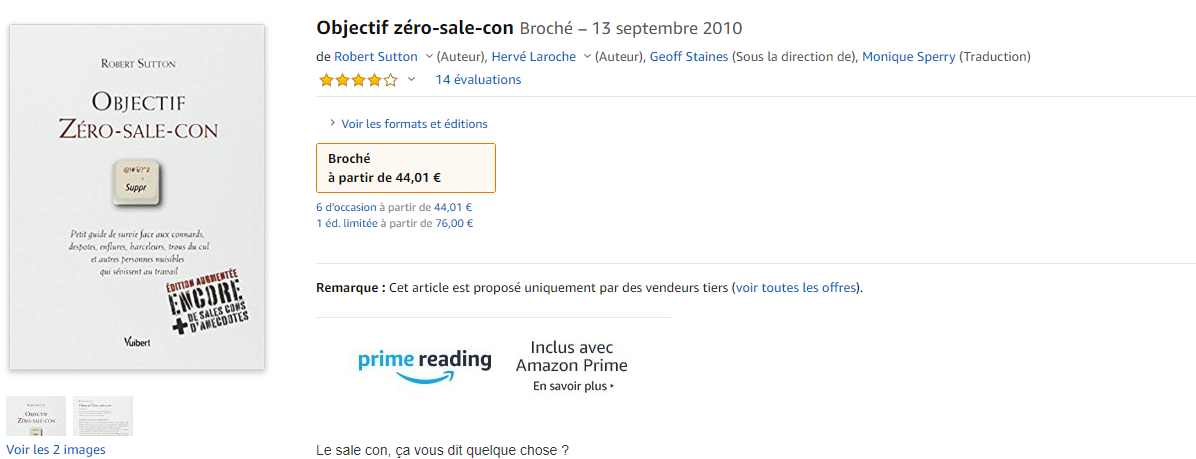 Objectif zéro-sale-con Broché – 13 septembre 2010
de Robert Sutton (Auteur), Hervé Laroche (Auteur), Geoff Staines (Sous la direction de), Monique Sperry (Traduction)
14 évaluations
Voir les formats et éditions
Broché
à partir de 44,01 €
6 d'occasion à partir de 44,01 €
1 éd. limitée à partir de 76,00 €
Remarque : Cet article est proposé uniquement par des vendeurs tiers (voir toutes les offres).
prime reading
Inclus avec
Amazon Prime
En savoir plus
Le sale con, ça vous dit quelque chose ?
Robert Sutton
Objectif
Zéro-sale-con
Suppr
Petit guide de survie face aux connards,
despotes, enflures, harceleurs, trous du cul
et autres personnes nuisibles
qui sévissent au travail
ÉDITION AUGMENTÉE
ENCORE
+ DE SALES CONS
D'ANECDOTES
Vuibert
Objectif
Zéro-sale-con
Voir les 2 images